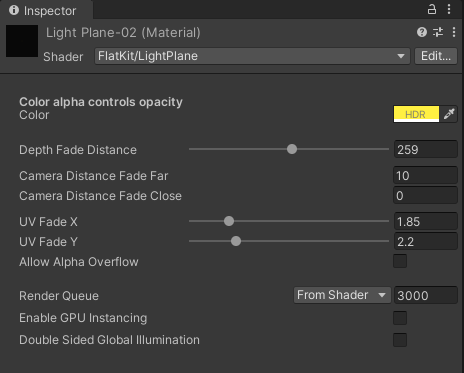 Inspector
Light Plane-02 (Material)
Shader FlatKit/LightPlane Edit...
Color alpha controls opacity
Color HDR
Depth Fade Distance 259
Camera Distance Fade Far 10
Camera Distance Fade Close 0
UV Fade X 1.85
UV Fade Y 2.2
Allow Alpha Overflow
Render Queue From Shader 3000
Enable GPU Instancing
Double Sided Global Illumination